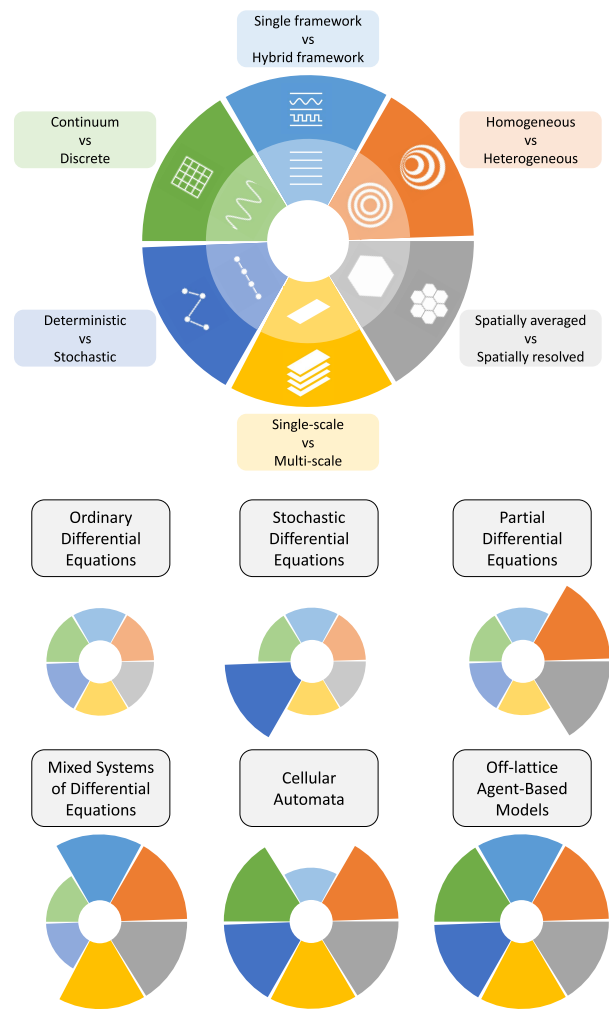 Single framework
vs
Hybrid framework
Continuum
vs
Discrete
Homogeneous
vs
Heterogeneous
Deterministic
vs
Stochastic
Spatially averaged
vs
Spatially resolved
Single-scale
vs
Multi-scale
Ordinary
Differential
Equations
Stochastic
Differential
Equations
Partial
Differential
Equations
Mixed Systems
of Differential
Equations
Cellular
Automata
Off-lattice
Agent-Based
Models